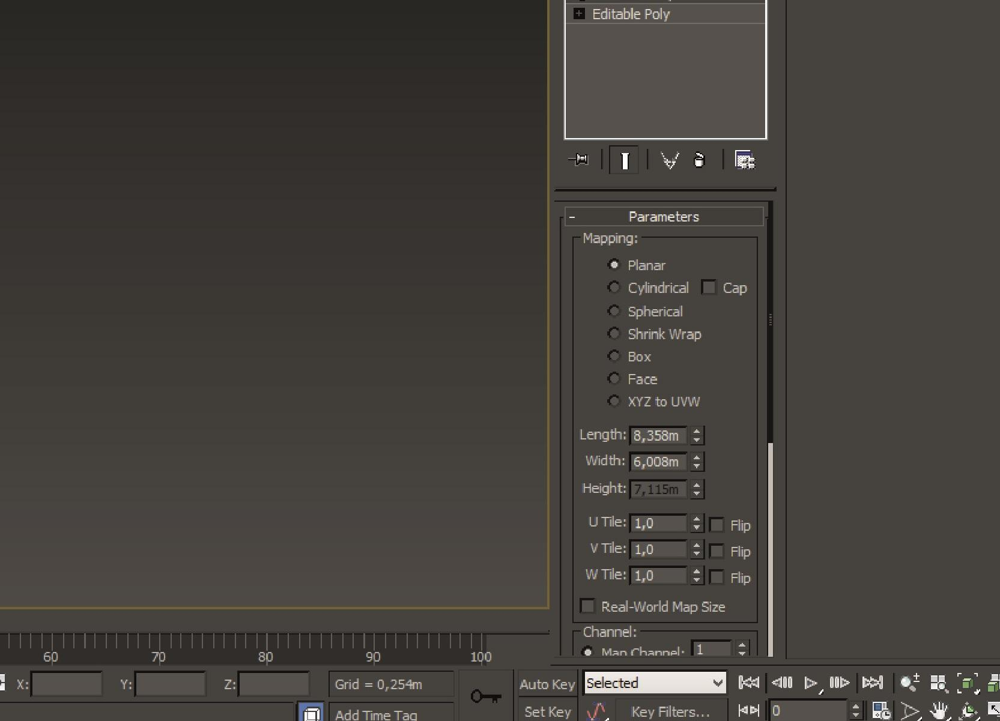 Editable Poly
Parameters
Mapping:
Planar
Cylindrical Cap
Spherical
Shrink Wrap
Box
Face
XYZ to UVW
Length: 8,358m
Width: 6,008m
Height: 7,115m
U Tile: 1,0 Flip
V Tile: 1,0 Flip
W Tile: 1,0 Flip
Real-World Map Size
Channel:
Map Channel: 1
60 70 80 90 100
X: Y: Z: Grid = 0,254m Auto Key Selected
Add Time Tag Set Key Key Filters... 0